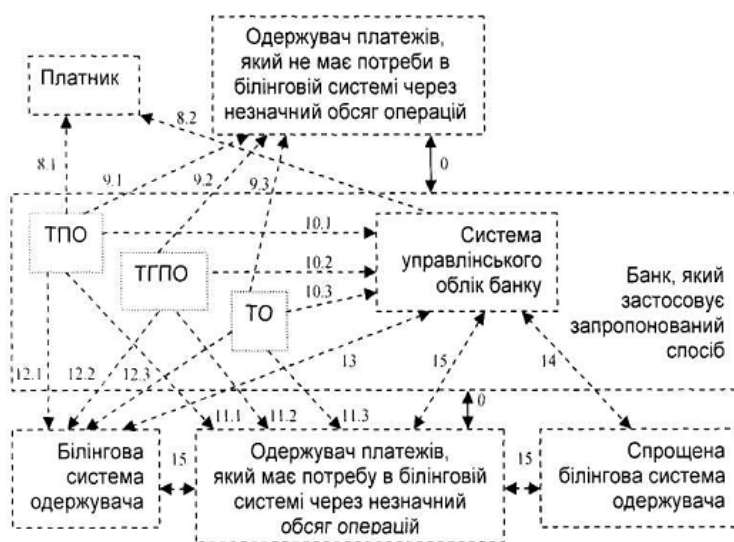 Одержувач платежів,
який не має потреби в
білінговій системі через
незначний обсяг операцій
Платник
8.2
0
8.1
9.1
9.2
9.3
ТПО
10.1
Система
управлінського
облік банку
ТГПО
10.2
Банк, який
застосовує
запропонований
спосіб
10.3
ТО
12.1
12.2
12.3
13
15
14
0
11.1
11.2
11.3
Білінгова
система
одержувача
15
Одержувач платежів,
який має потребу в білінговій
системі через незначний
обсяг операцій
15
Спрощена
білінгова система
одержувача